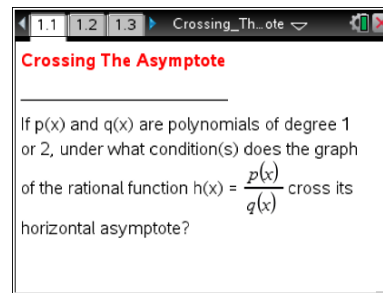 1.1 1.2 1.3 Crossing_Th...ote
Crossing The Asymptote
If p(x) and q(x) are polynomials of degree 1
or 2, under what condition(s) does the graph
of the rational function h(x) = p(x)/q(x) cross its
horizontal asymptote?